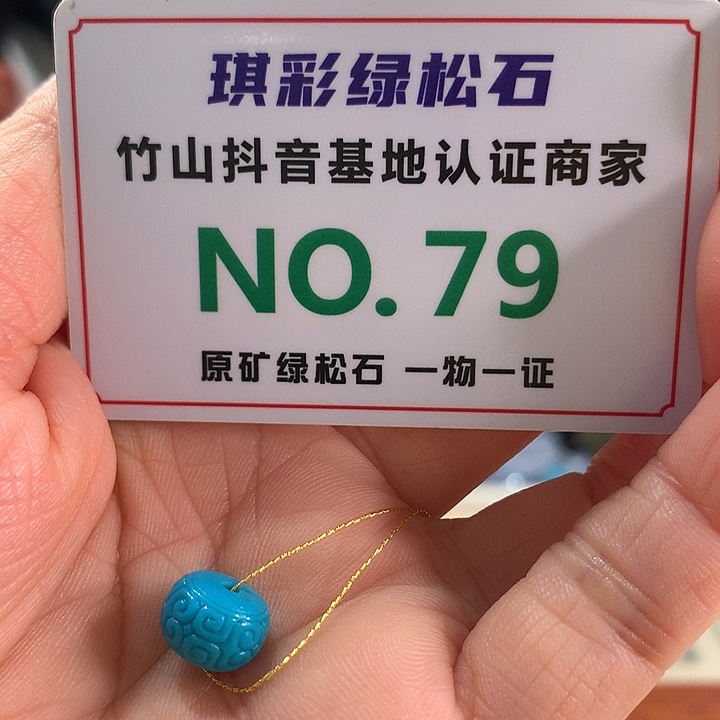 琪彩绿松石
竹山抖音基地认证商家
NO.79
原矿绿松石 一物一证